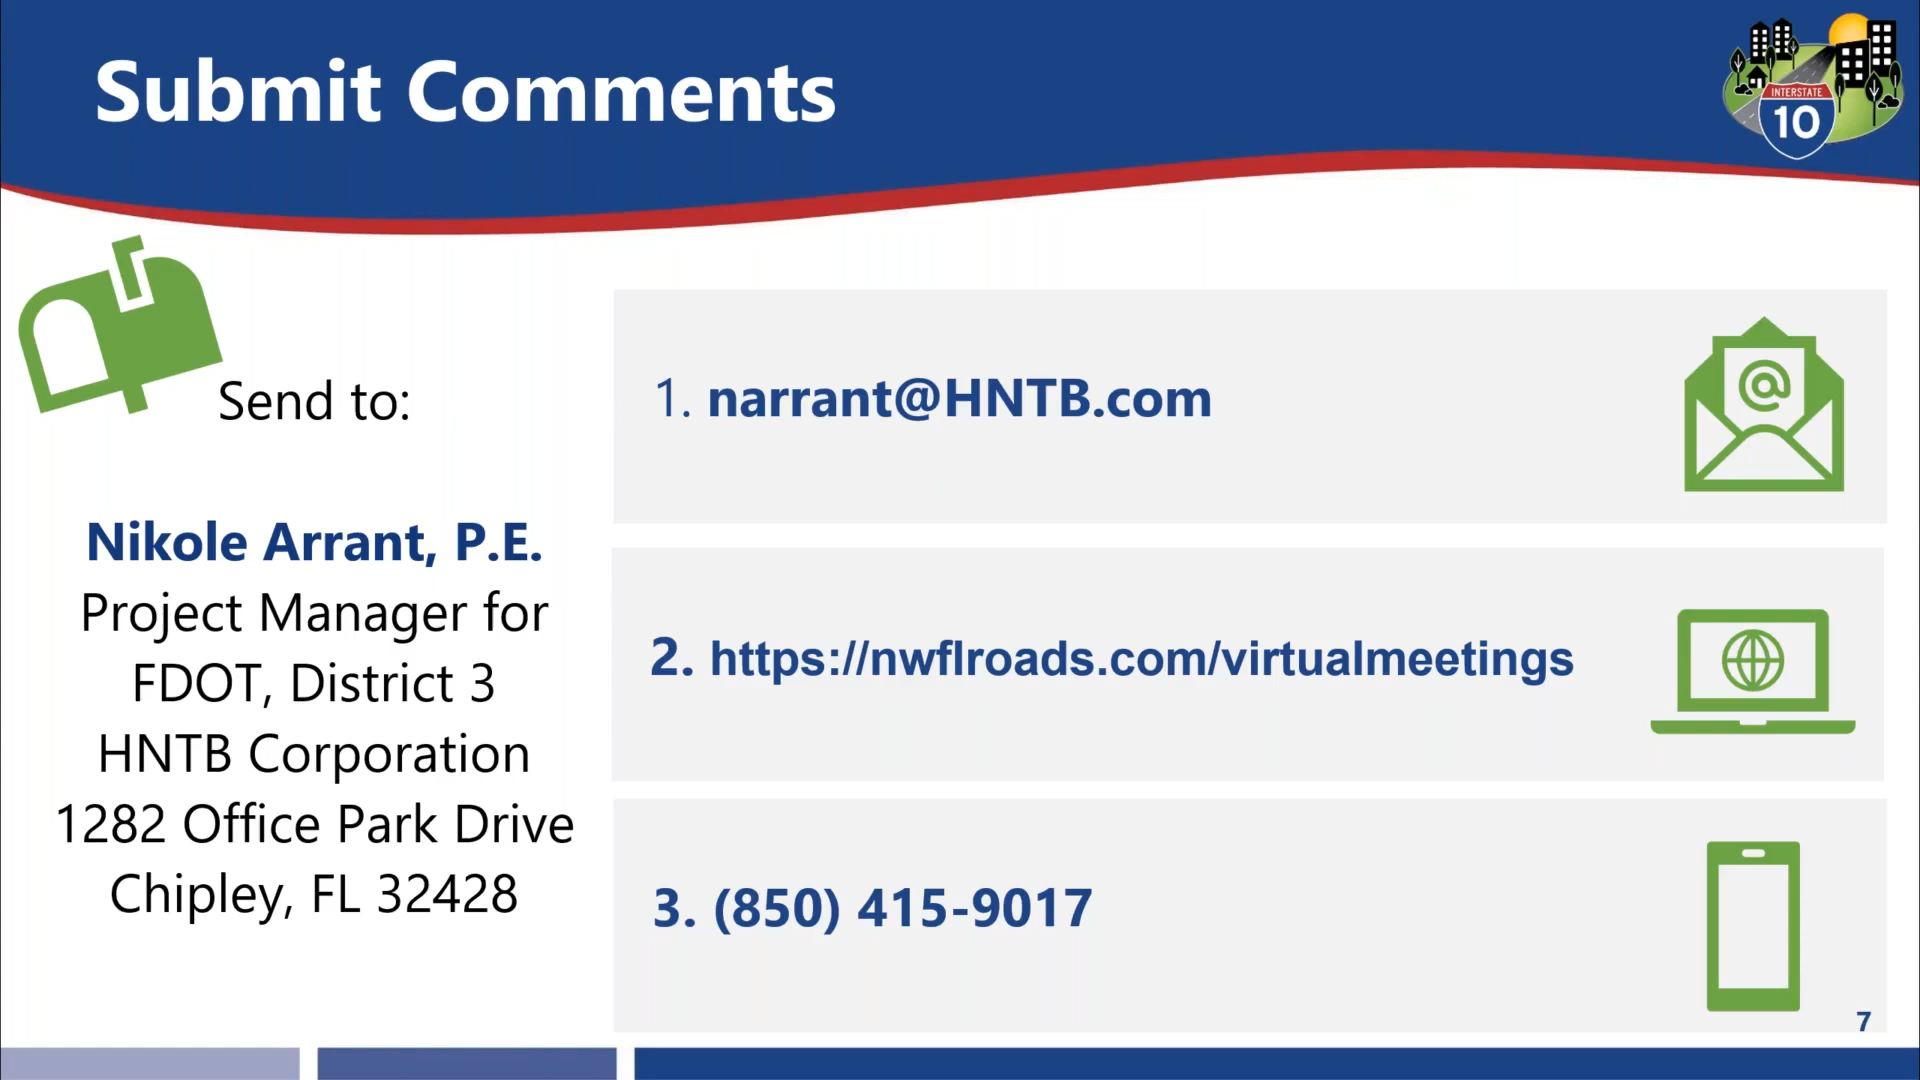 Submit Comments
INTERSTATE
10
Send to:
Nikole Arrant, P.E.
Project Manager for
FDOT, District 3
HNTB Corporation
1282 Office Park Drive
Chipley, FL 32428
1. narrant@HNTB.com
@
2. https://nwflroads.com/virtualmeetings
3. (850) 415-9017
7